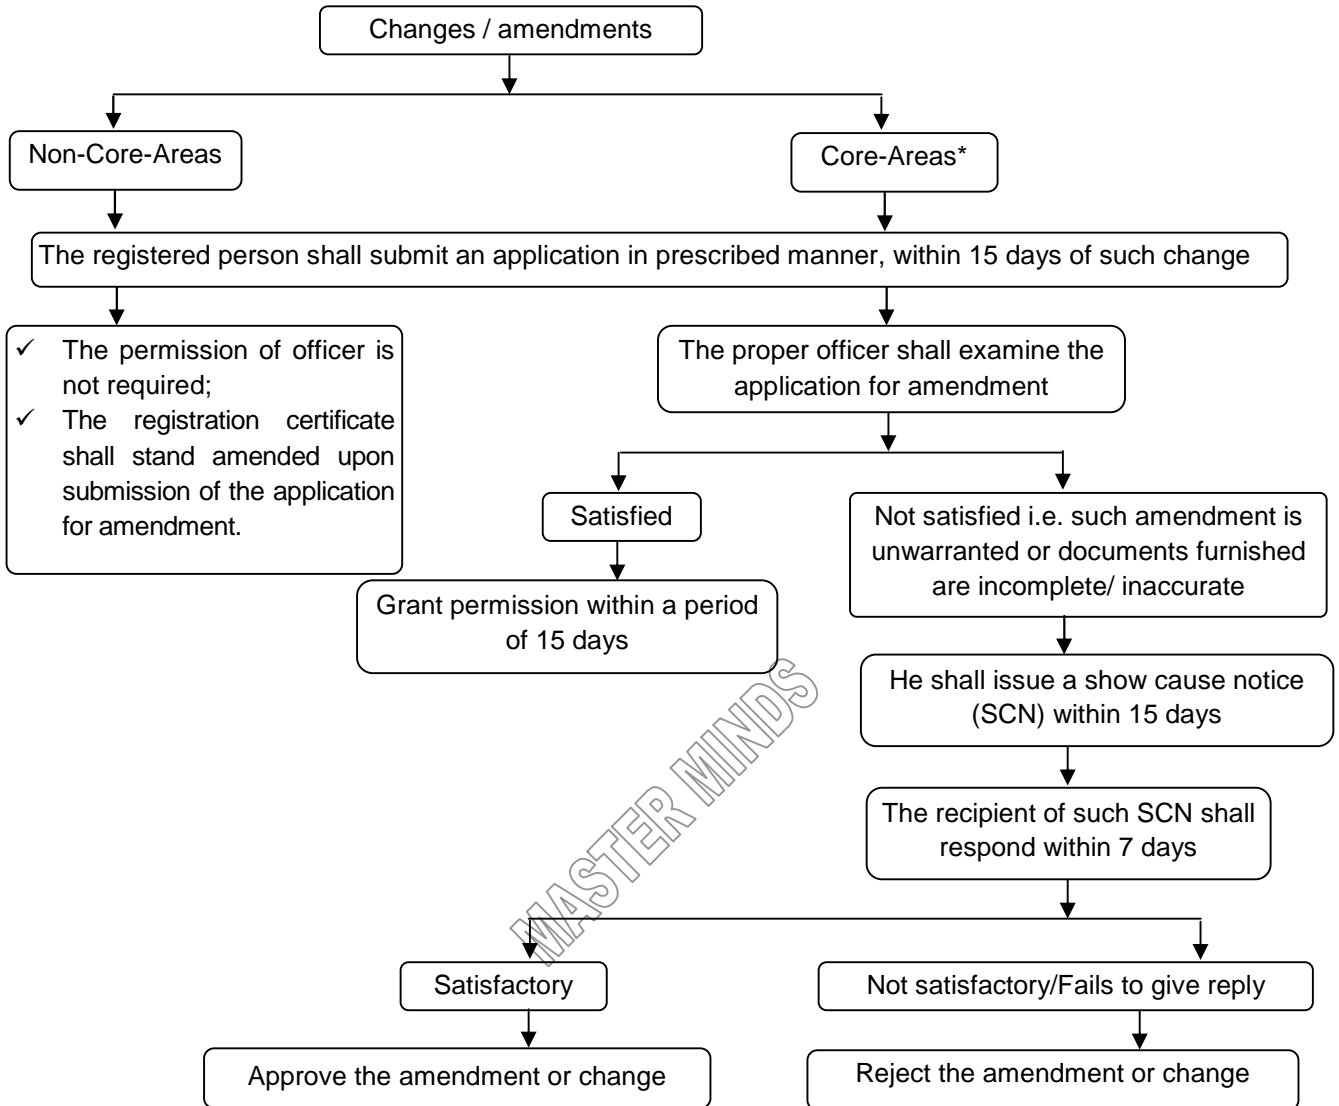 Changes / amendments
Non-Core-Areas
Core-Areas*
The registered person shall submit an application in prescribed manner, within 15 days of such change
✓ The permission of officer is
not required;
✓ The registration certificate
shall stand amended upon
submission of the application
for amendment.
The proper officer shall examine the
application for amendment
Satisfied
Not satisfied i.e. such amendment is
unwarranted or documents furnished
are incomplete/ inaccurate
Grant permission within a period
of 15 days
He shall issue a show cause notice
(SCN) within 15 days
MASTER MINDS
The recipient of such SCN shall
respond within 7 days
Satisfactory
Not satisfactory/Fails to give reply
Approve the amendment or change
Reject the amendment or change